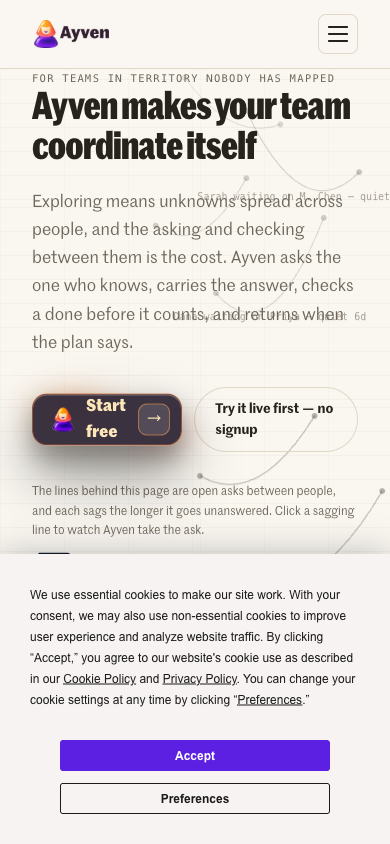 Ayven
FOR TEAMS IN TERRITORY NOBODY HAS MAPPED
Ayven makes your team
coordinate itself
Sarah waiting on M. Chen — quiet
Exploring means unknowns spread across
people, and the asking and checking
between them is the cost. Ayven asks the
one who knows, carries the answer, checks
a done before it counts, and returns when
waiting on Priya — quiet 6d
the plan says.
Start
free
→
Try it live first — no
signup
The lines behind this page are open asks between people,
and each sags the longer it goes unanswered. Click a sagging
line to watch Ayven take the ask.
We use essential cookies to make our site work. With your
consent, we may also use non-essential cookies to improve
user experience and analyze website traffic. By clicking
“Accept,” you agree to our website's cookie use as described
in our Cookie Policy and Privacy Policy. You can change your
cookie settings at any time by clicking “Preferences.”
Accept
Preferences